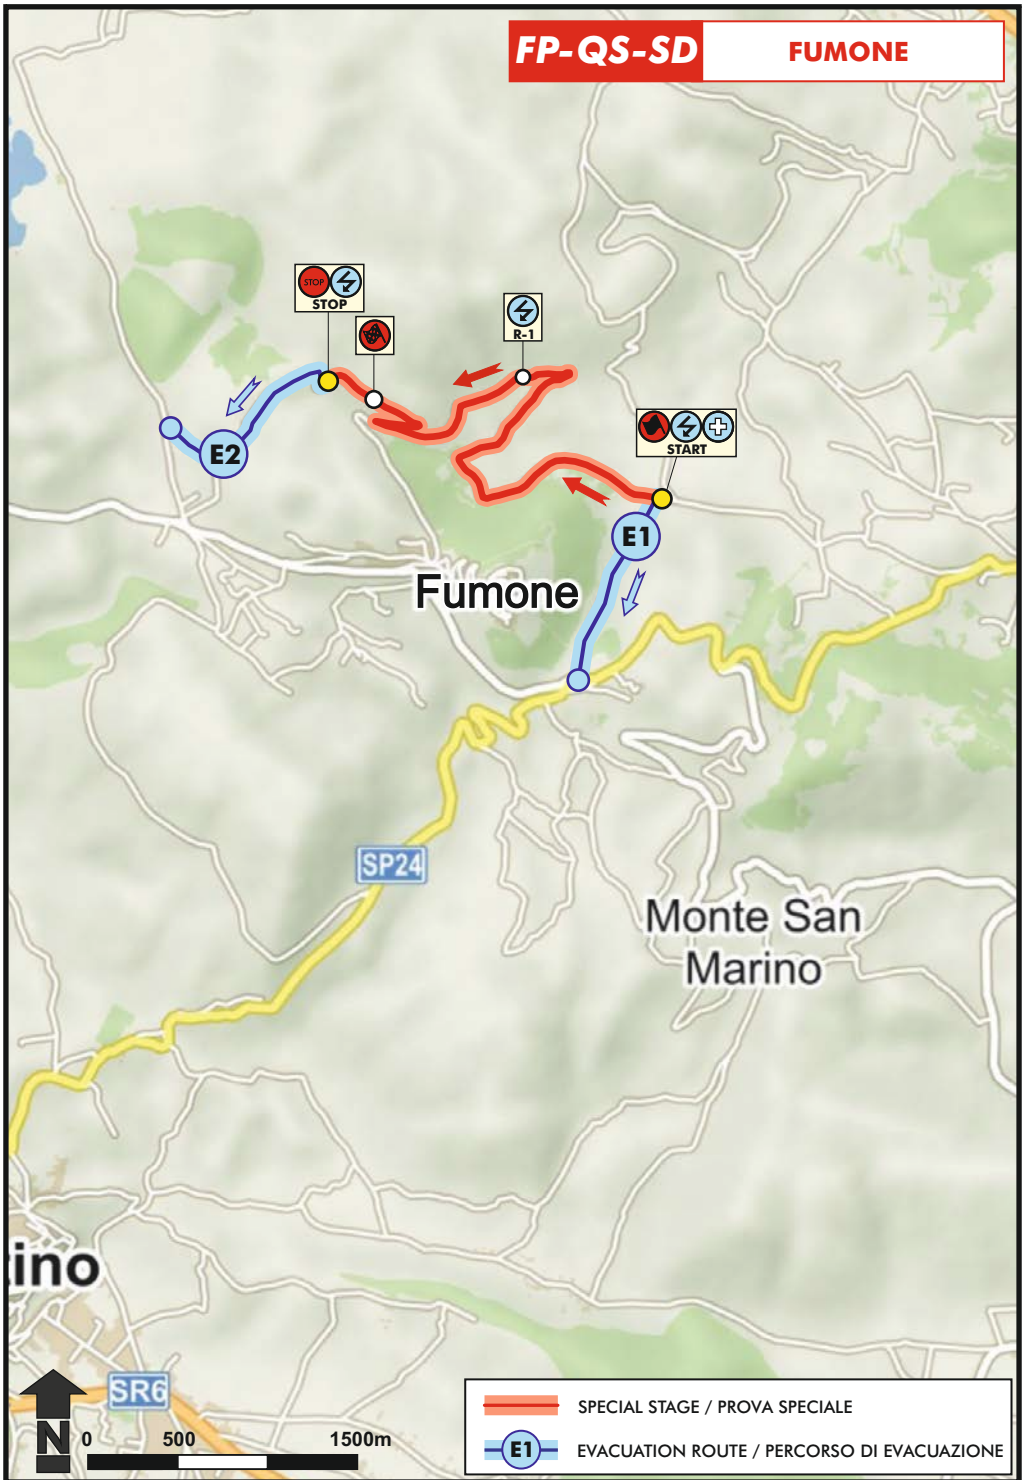 FP-QS-SD
FUMONE
STOP
STOP
R-1
START
E2
E1
Fumone
SP24
Monte San
Marino
tino
SR6
N
0 500 1500m
SPECIAL STAGE / PROVA SPECIALE
E1 EVACUATION ROUTE / PERCORSO DI EVACUAZIONE